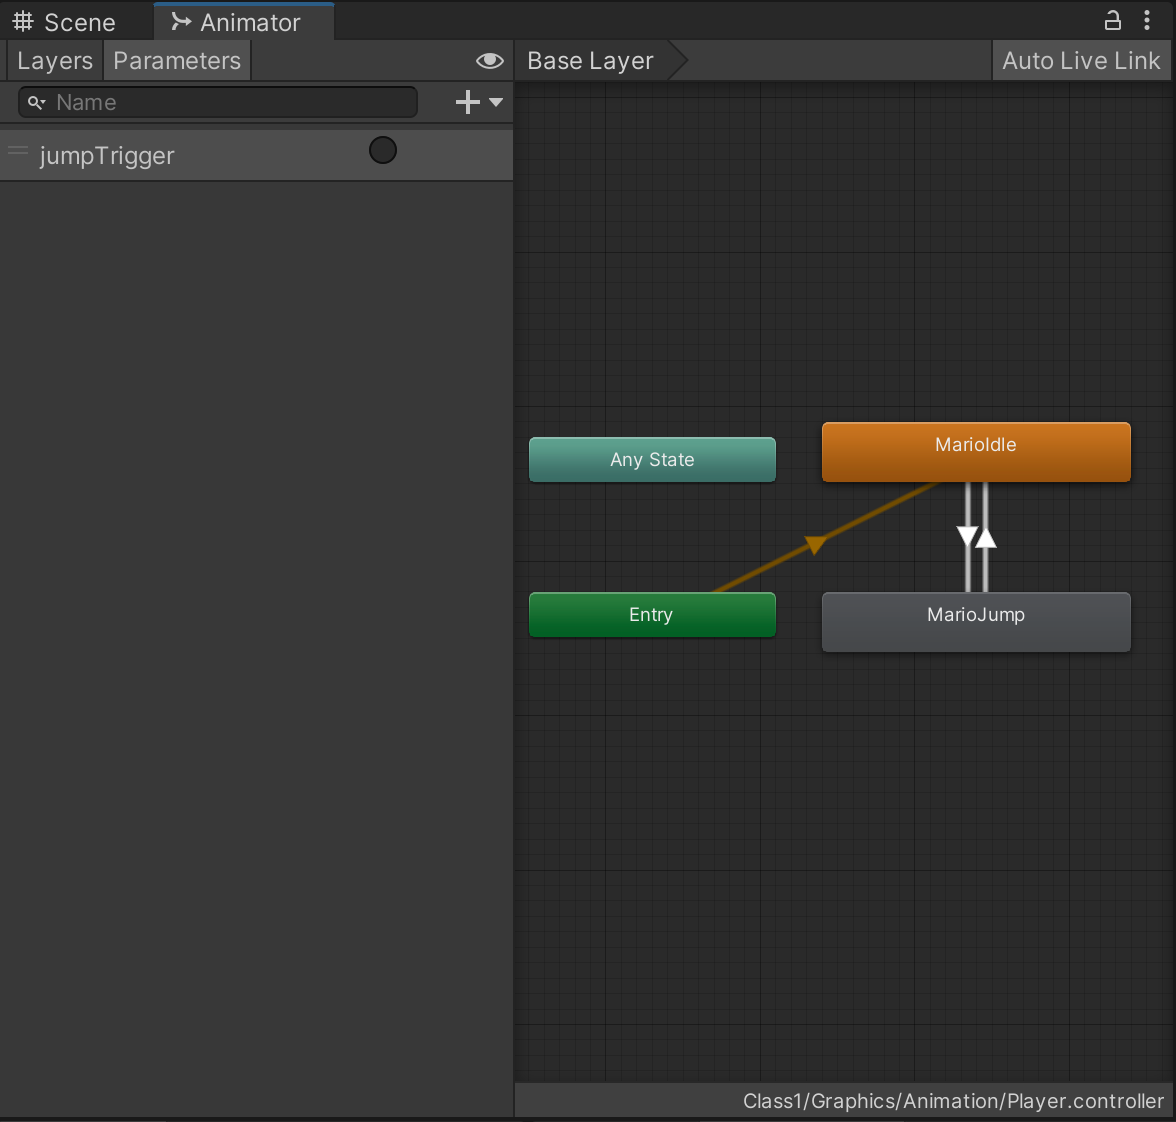 Scene
Animator
Layers
Parameters
Base Layer
Auto Live Link
Name
jumpTrigger
MarioIdle
Any State
Entry
MarioJump
Class1/Graphics/Animation/Player.controller